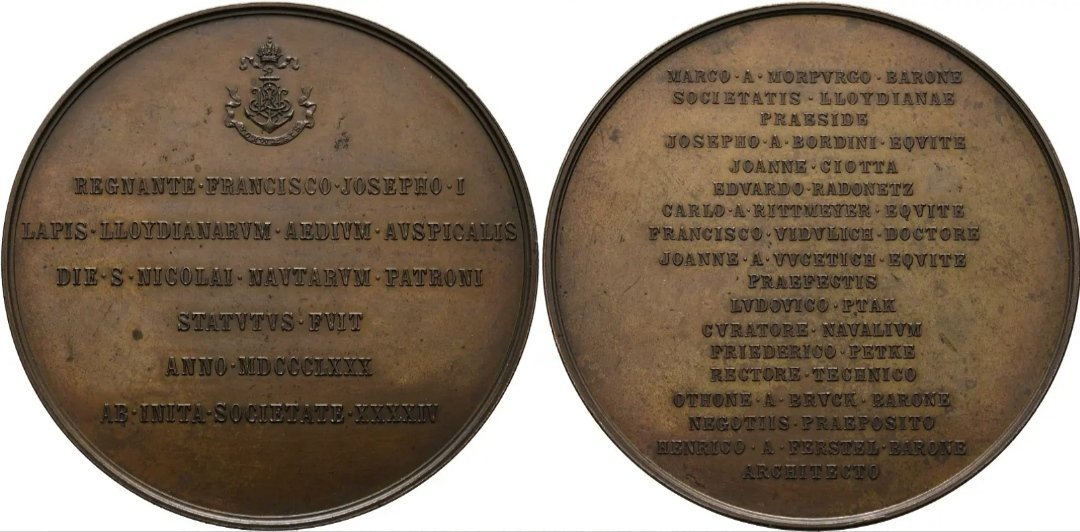 REGNANTE·FRANCISCO·JOSEPHO·I
LAPIS·LLOYDIANARVM·AEDIVM·AVSPICALIS
DIE·S·NICOLAI·NAVTARVM·PATRONI
STATVTVS·FVIT
ANNO·MDCCCLXXX
AB·INITA·SOCIETATE·XXXXIV
MARCO·A·MORPVRGO·BARONE
SOCIETATIS·LLOYDIANAE
PRAESIDE
JOSEPHO·A·BORDINI·EQVITE
JOANNE·CIOTTA
EDVARDO·RADONETZ
CARLO·A·RITTMEYER·EQVITE
FRANCISCO·VIDVLICH·DOCTORE
JOANNE·A·VVCETICH·EQVITE
PRAEFECTIS
LVDOVICO·PTAK
CVRATORE·NAVALIVM
FRIEDERICO·PETKE
RECTORE·TECHNICO
OTHONE·A·BRVCK·BARONE
NEGOTIIS·PRAEPOSITO
HENRICO·A·FERSTEL·BARONE
ARCHITECTO